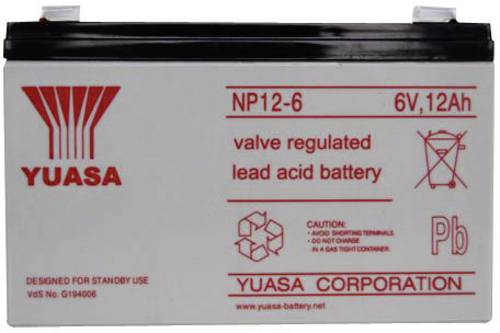 YUASA
DESIGNED FOR STANDBY USE
VdS No. G194006
NP12-6 6V,12Ah
valve regulated
lead acid battery
CAUTION:
• AVOID SHORTING TERMINALS
• DO NOT CHARGE
IN A GAS TIGHT CONTAINER.
Pb
YUASA CORPORATION
www.yuasa-battery.net